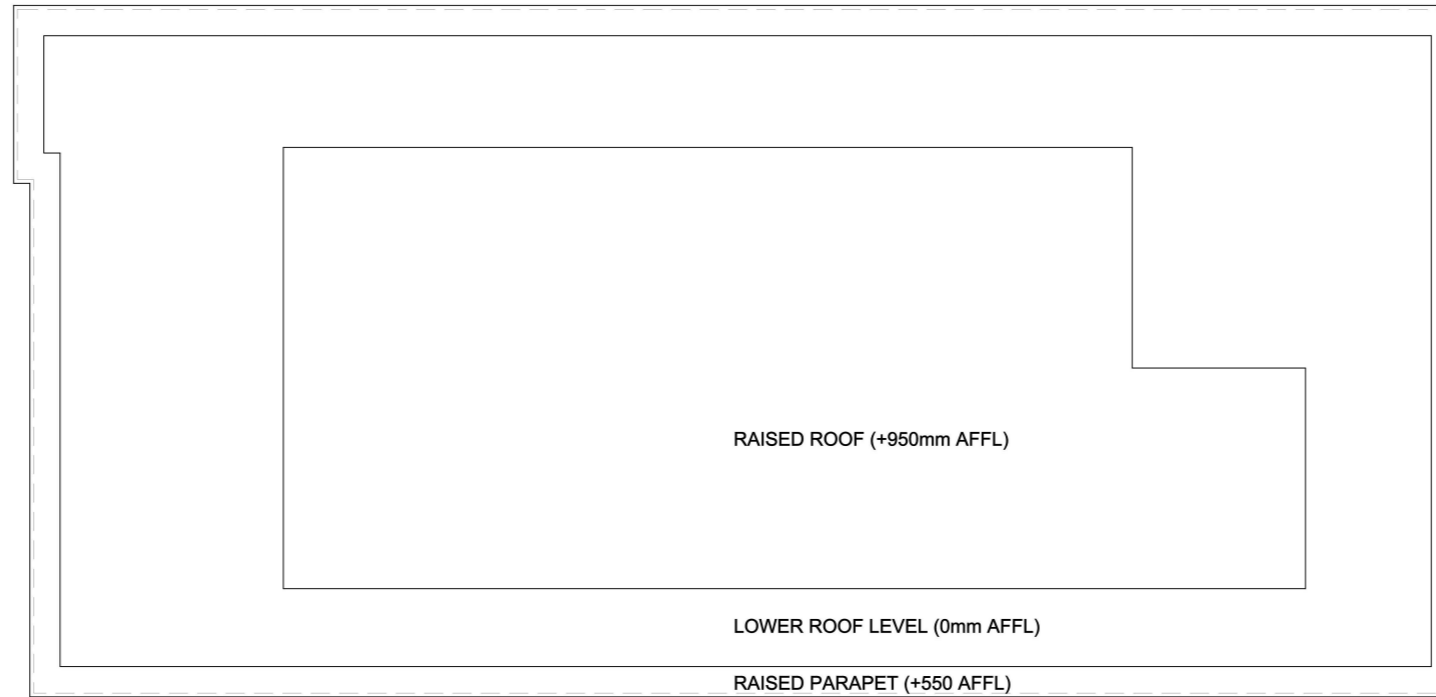 RAISED ROOF (+950mm AFFL)
LOWER ROOF LEVEL (0mm AFFL)
RAISED PARAPET (+550 AFFL)